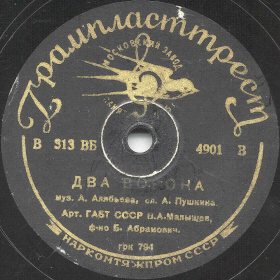 Грампласттрест
МОСКОВСКИЙ ЗАВОД
В 313 ВБ
4901 В
ДВА ВОРОНА
муз. А. Алябьева, сл. А. Пушкина
Арт. ГАБТ СССР В.А.Малышев,
ф-но Б. Абрамович.
грк 794
НАРКОМТЯЖПРОМ СССР